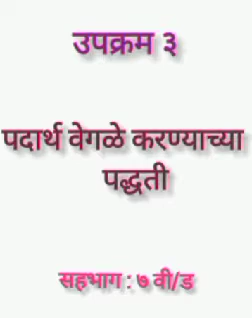 उपक्रम ३
पदार्थ वेगळे करण्याच्या
पद्धती
सहभाग : ७ वी/ड